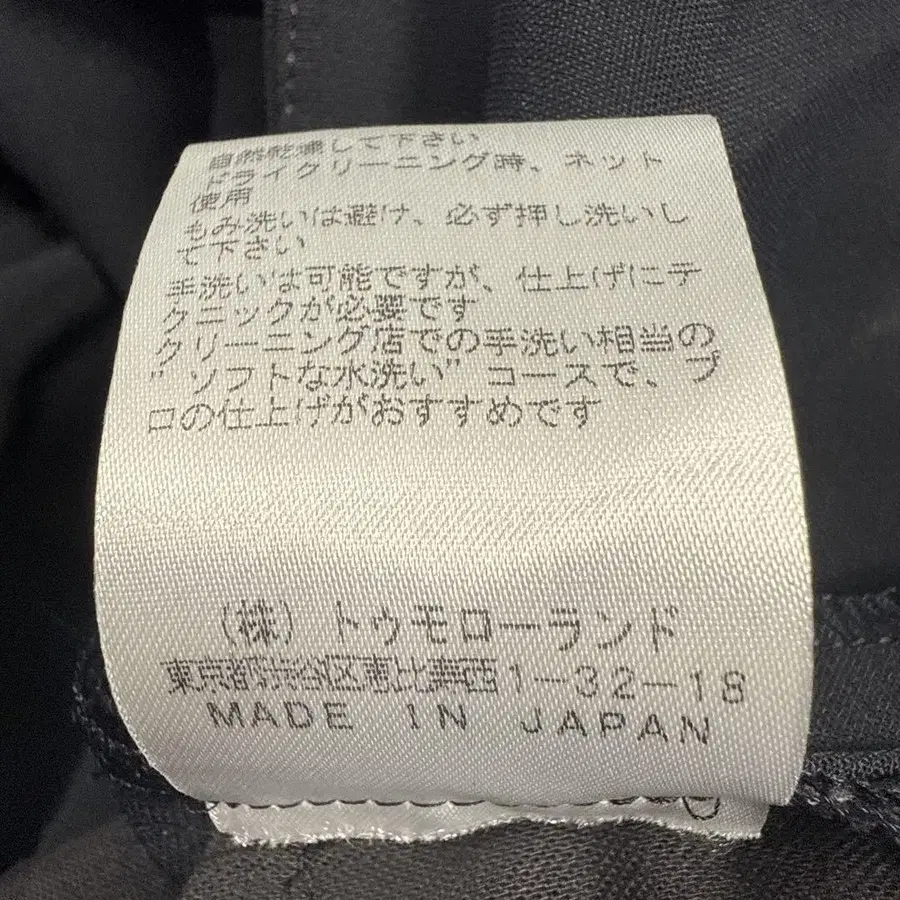 自然乾燥して下さい
ドライクリーニング時、ネット
使用
もみ洗いは避け、必ず押し洗いし
て下さい
手洗いは可能ですが、仕上げにテ
クニックが必要です
クリーニング店での手洗い相当の
"ソフトな水洗い"コースで、プ
ロの仕上げがおすすめです
(株)トゥモローランド
東京都渋谷区恵比寿西1-32-18
MADE IN JAPAN